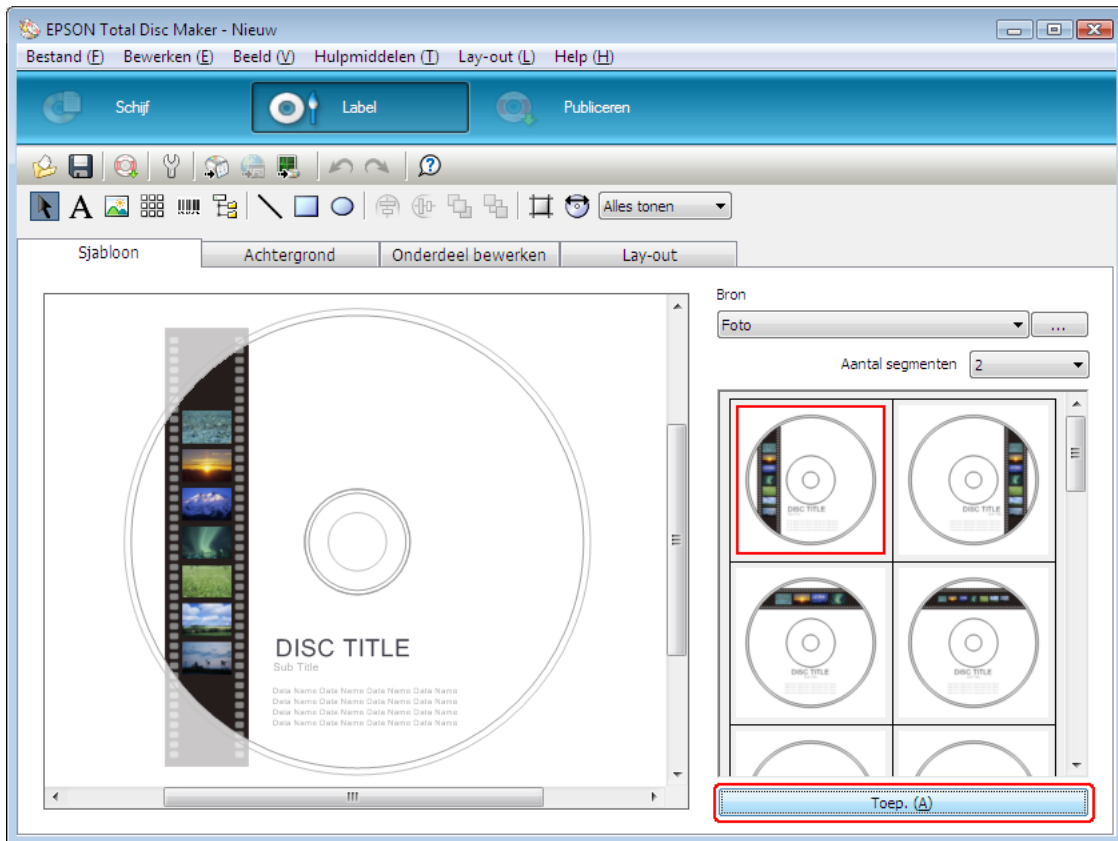 EPSON Total Disc Maker - Nieuw
Bestand (F) Bewerken (E) Beeld (V) Hulpmiddelen (T) Lay-out (L) Help (H)
Schijf Label Publiceren
A Alles tonen
Sjabloon Achtergrond Onderdeel bewerken Lay-out
Bron
Foto ...
Aantal segmenten 2
DISC TITLE
Sub Title
Data Name Data Name Data Name Data Name
Data Name Data Name Data Name Data Name
Data Name Data Name Data Name Data Name
Data Name Data Name Data Name Data Name
DISC TITLE DISC TITLE
DISC TITLE DISC TITLE
Toep. (A)